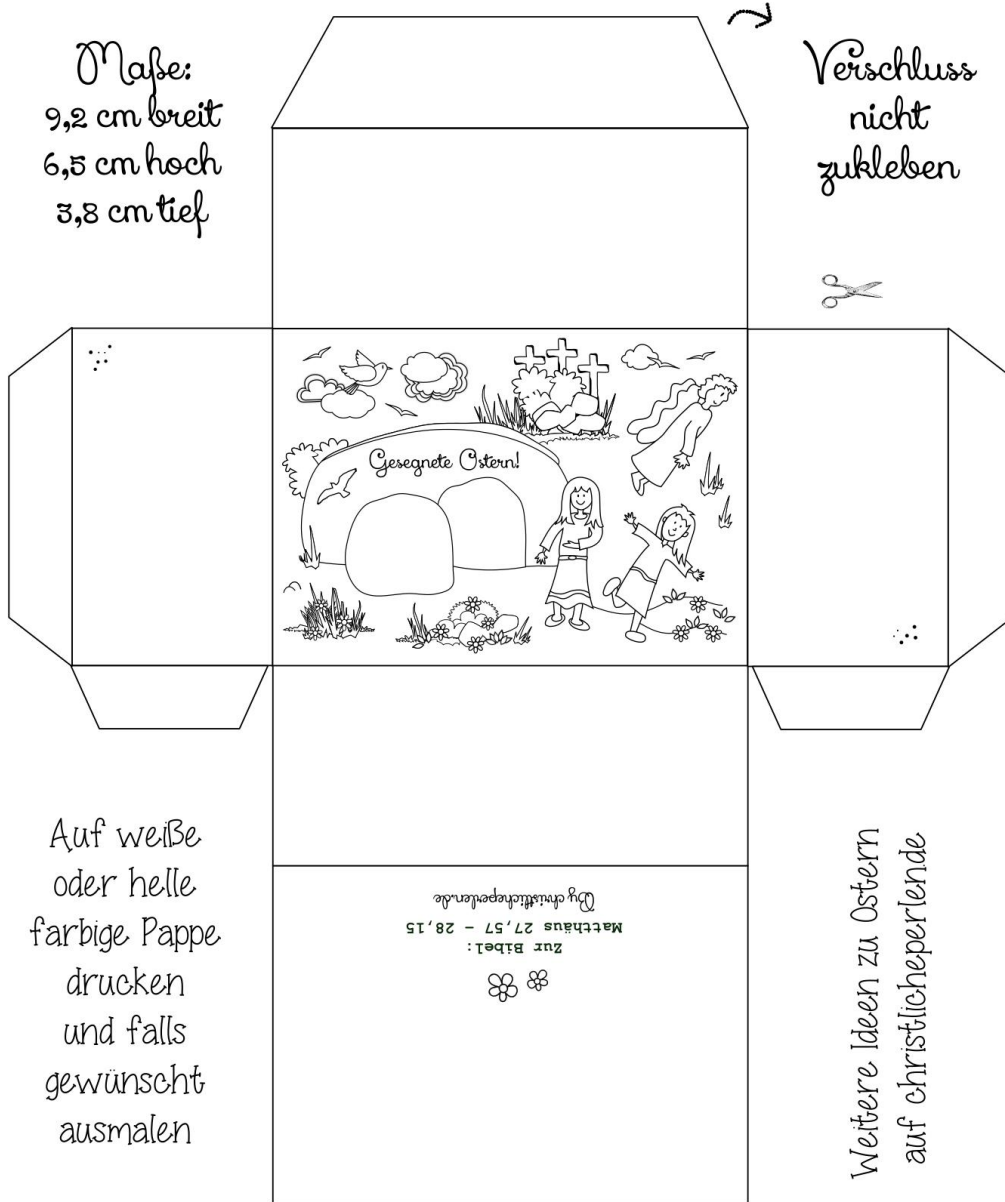 Maße:
9,2 cm breit
6,5 cm hoch
3,8 cm tief
Verschluss
nicht
zukleben
Gesegnete Ostern!
Auf weiße
oder helle
farbige Pappe
drucken
und falls
gewünscht
ausmalen
Zur Bibel:
Matthäus 27,57 - 28,15
By christlicheperlen.de
Weitere Ideen zu Ostern
auf christlicheperlende